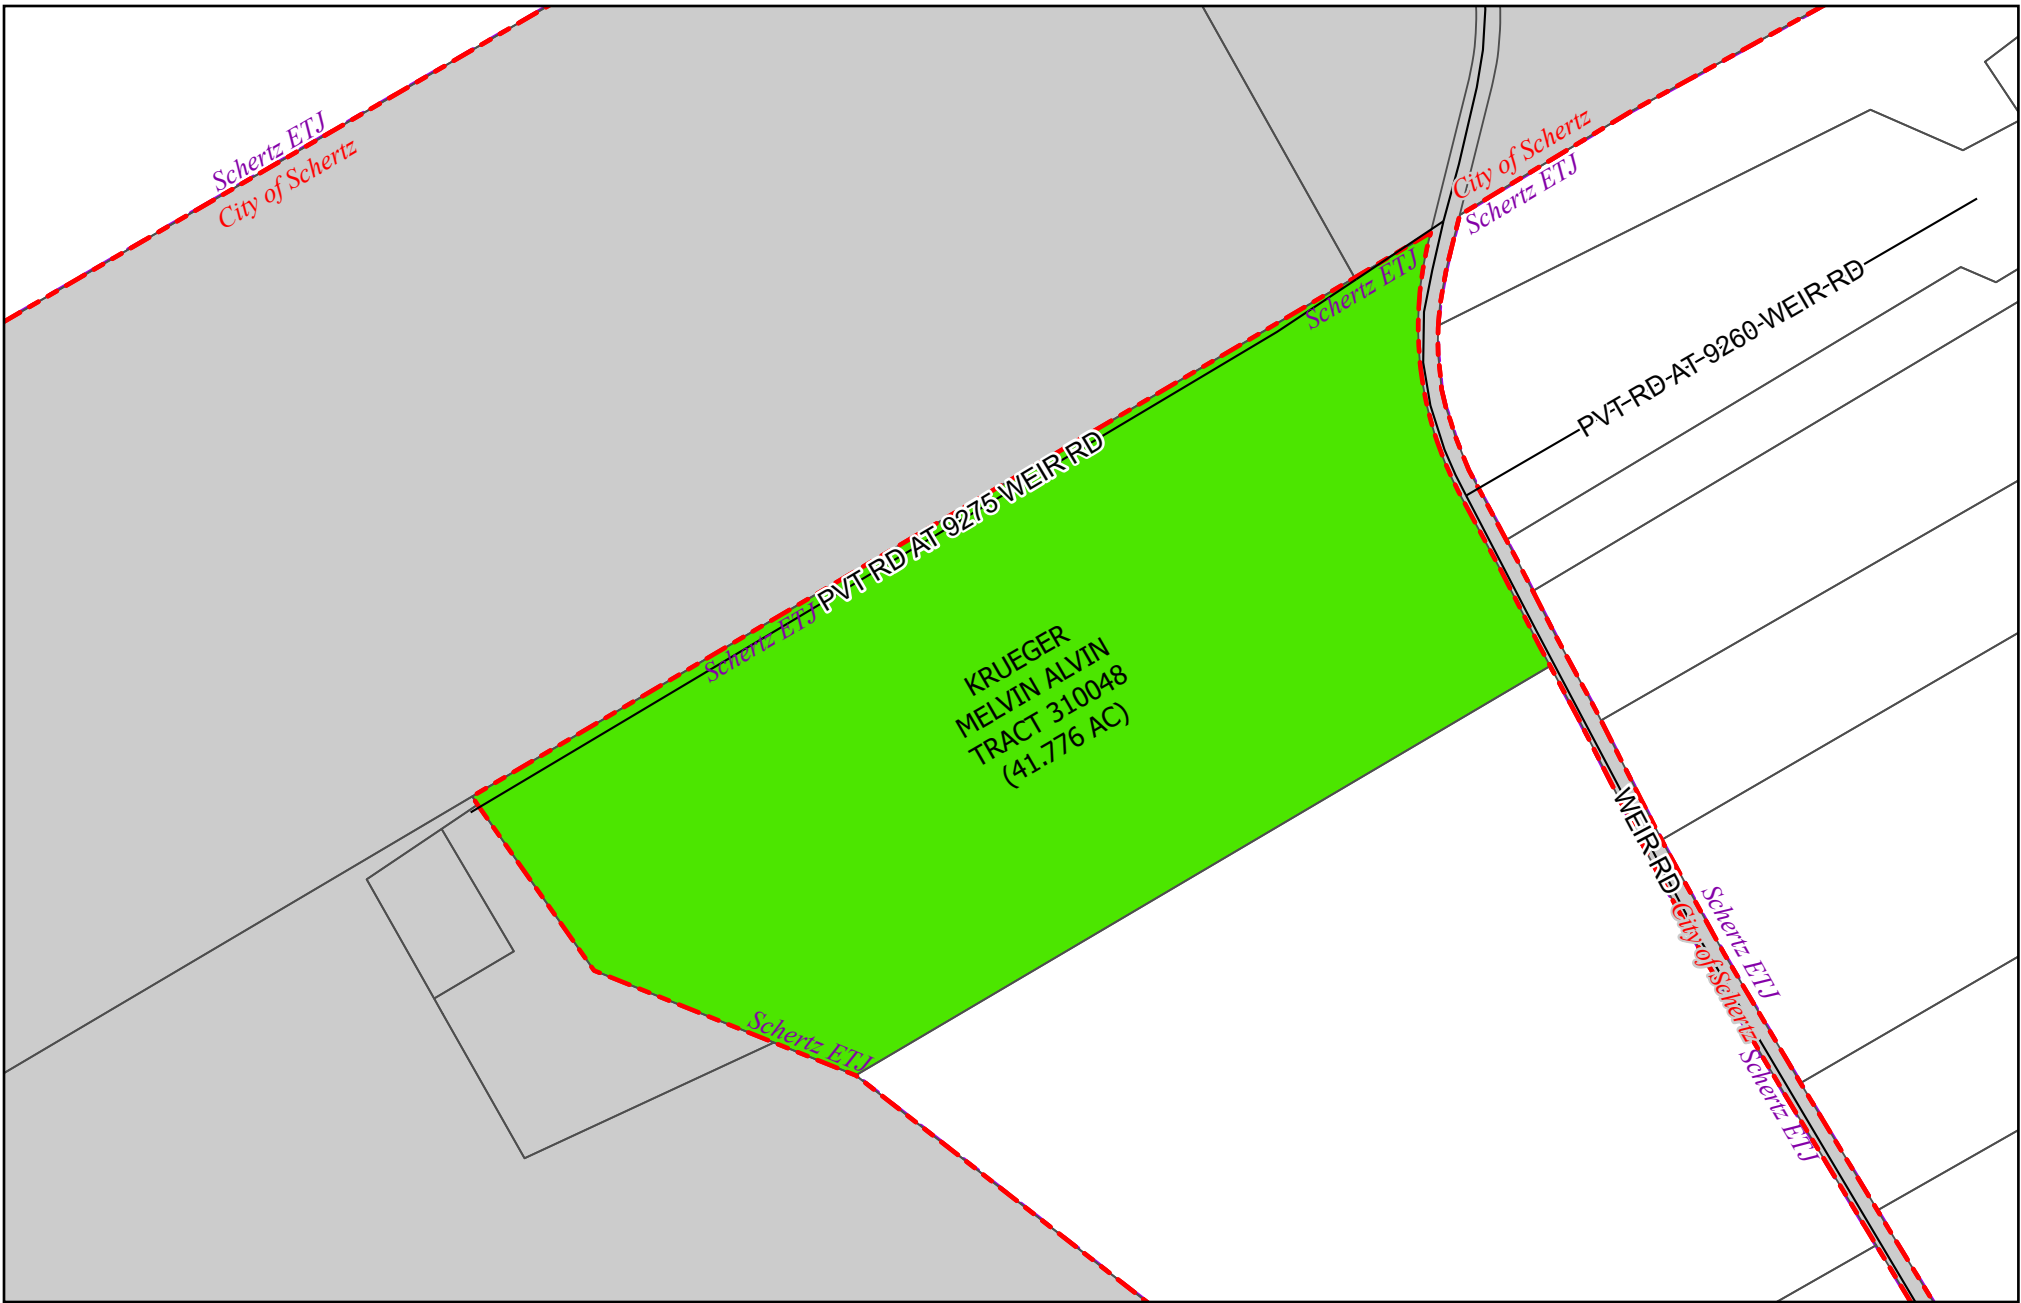 Schertz ETJ
City of Schertz
City of Schertz
Schertz ETJ
Schertz ETJ
PVT-RD-AT-9260-WEIR-RD
PVT-RD-AT-9275-WEIR-RD
Schertz ETJ
KRUEGER
MELVIN ALVIN
TRACT 310048
(41.776 AC)
WEIR-RD
Schertz ETJ
City of Schertz
Schertz ETJ
Schertz ETJ